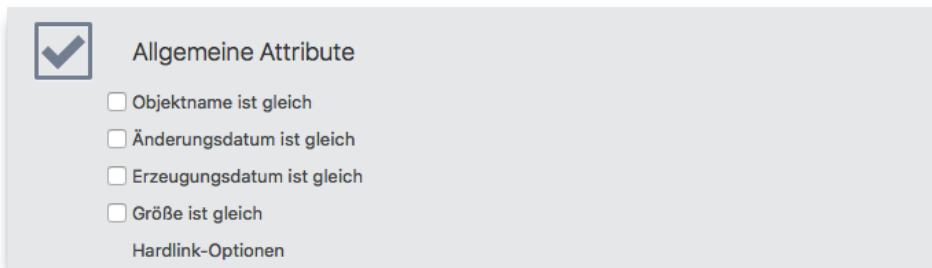 Allgemeine Attribute
Objektname ist gleich
Änderungsdatum ist gleich
Erzeugungsdatum ist gleich
Größe ist gleich
Hardlink-Optionen